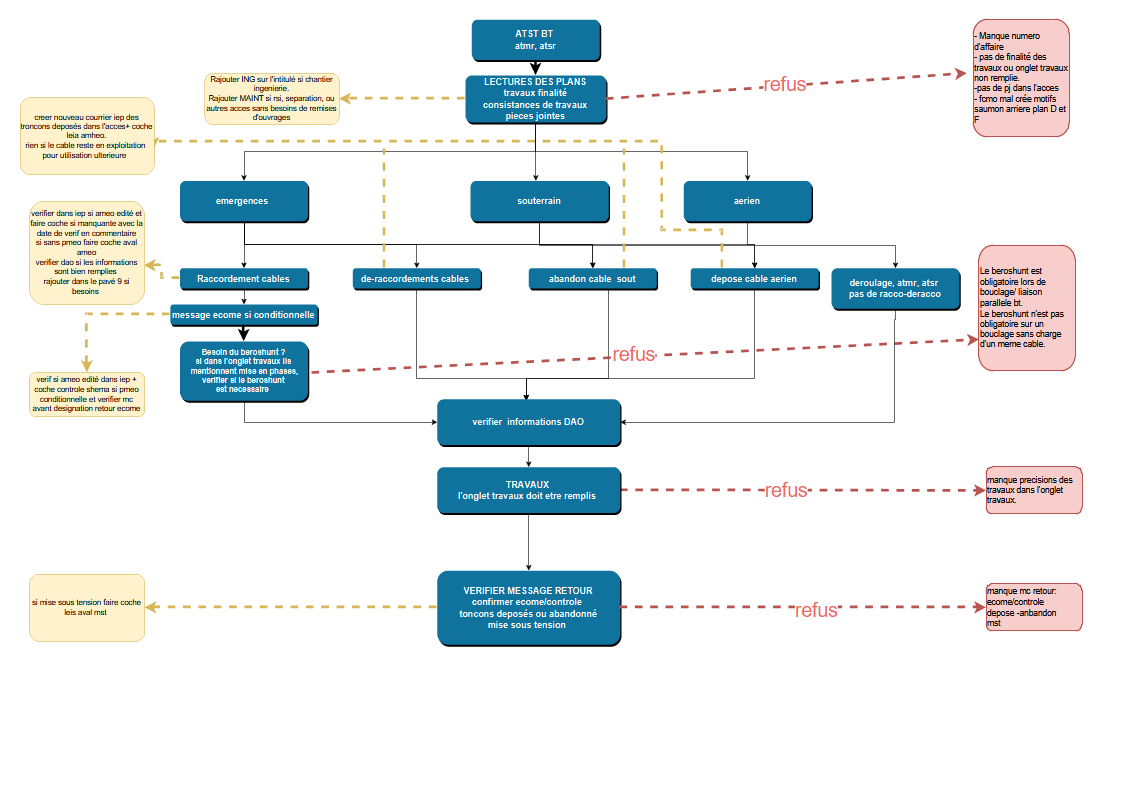 ATST BT
atmr, atsr
LECTURES DES PLANS
travaux finalité
consistances de travaux
pieces jointes
refus
- Manque numero
d'affaire
- pas de finalité des
travaux ou onglet travaux
non remplie.
-pas de pj dans l'acces
- fomo mal crée motifs
saumon arriere plan D et
F
Rajouter ING sur l'intitulé si chantier
ingenierie.
Rajouter MAINT si rsi, separation, ou
autres acces sans besoins de remises
d'ouvrages
creer nouveau courrier iep des
troncons deposés dans l'acces+ coche
leia amheo.
rien si le cable reste en exploitation
pour utilisation ulterieure
emergences
souterrain
aerien
verifier dans iep si ameo edité et
faire coche si manquante avec la
date de verif en commentaire
si sans pmeo faire coche aval
ameo
verifier dao si les informations
sont bien remplies
rajouter dans le pavé 9 si
besoins
Raccordement cables
de-raccordements cables
abandon cable sout
depose cable aerien
deroulage, atmr, atsr
pas de racco-deracco
Le beroshunt est
obligatoire lors de
bouclage/ liaison
parallele bt.
Le beroshunt n'est pas
obligatoire sur un
bouclage sans charge
d'un meme cable.
message ecome si conditionnelle
Besoin du beroshunt ?
si dans l'onglet travaux ils
mentionnent mise en phases,
verifier si le beroshunt
est necessaire
refus
verif si ameo edité dans iep +
coche controle shema si pmeo
conditionnelle et verifier mc
avant designation retour ecome
verifier informations DAO
TRAVAUX
l'onglet travaux doit etre remplis
refus
manque precisions des
travaux dans l'onglet
travaux.
VERIFIER MESSAGE RETOUR
confirmer ecome/controle
toncons deposés ou abandonné
mise sous tension
si mise sous tension faire coche
leis aval mst
refus
manque mc retour:
ecome/controle
depose -anbandon
mst